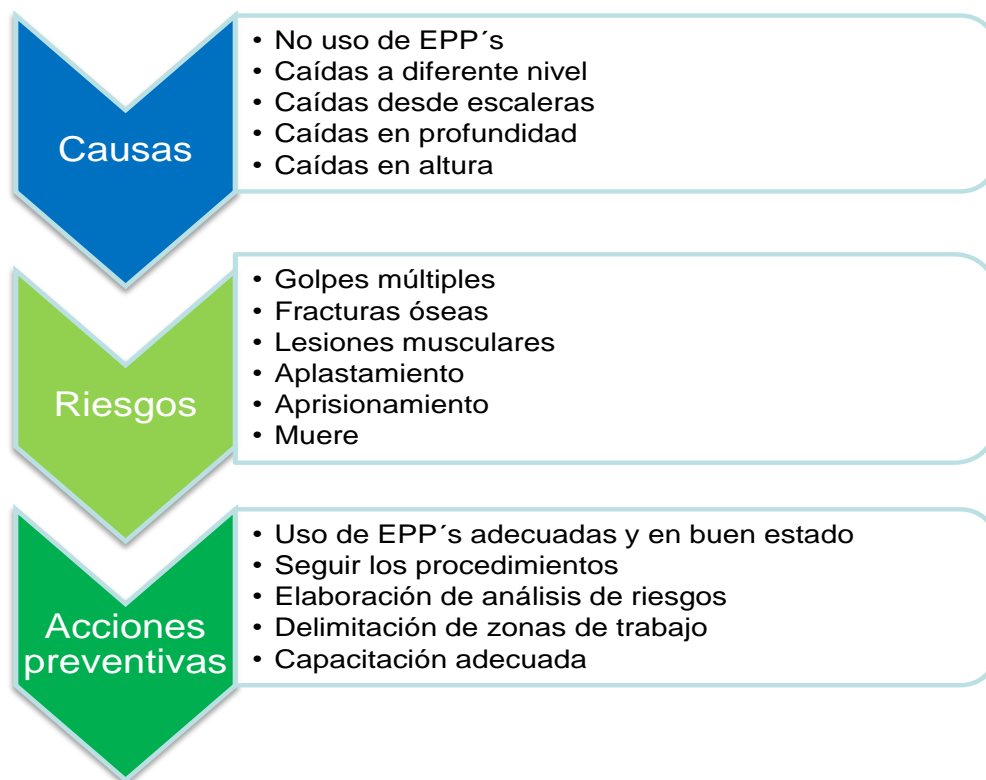 Causas
• No uso de EPP´s
• Caídas a diferente nivel
• Caídas desde escaleras
• Caídas en profundidad
• Caídas en altura
Riesgos
• Golpes múltiples
• Fracturas óseas
• Lesiones musculares
• Aplastamiento
• Aprisionamiento
• Muere
Acciones
preventivas
• Uso de EPP´s adecuadas y en buen estado
• Seguir los procedimientos
• Elaboración de análisis de riesgos
• Delimitación de zonas de trabajo
• Capacitación adecuada